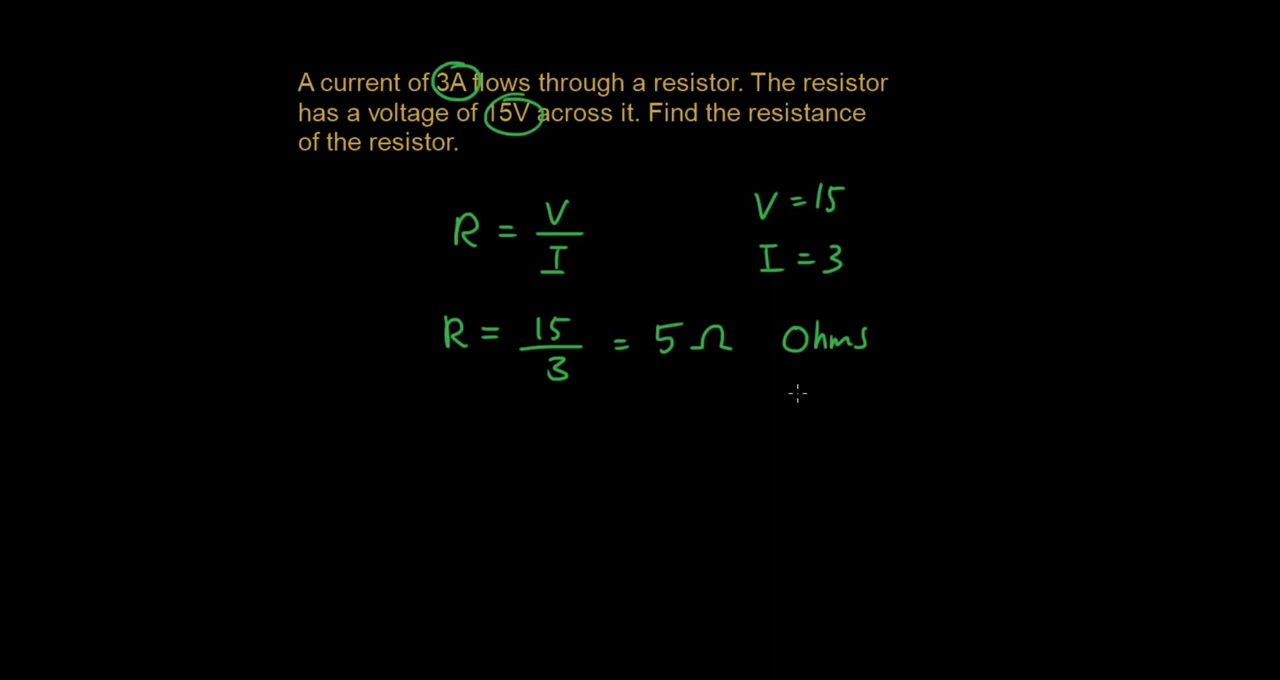 A current of 3A flows through a resistor. The resistor
has a voltage of 15V across it. Find the resistance
of the resistor.
R = V/I
V = 15
I = 3
R = 15/3 = 5 Ω Ohms